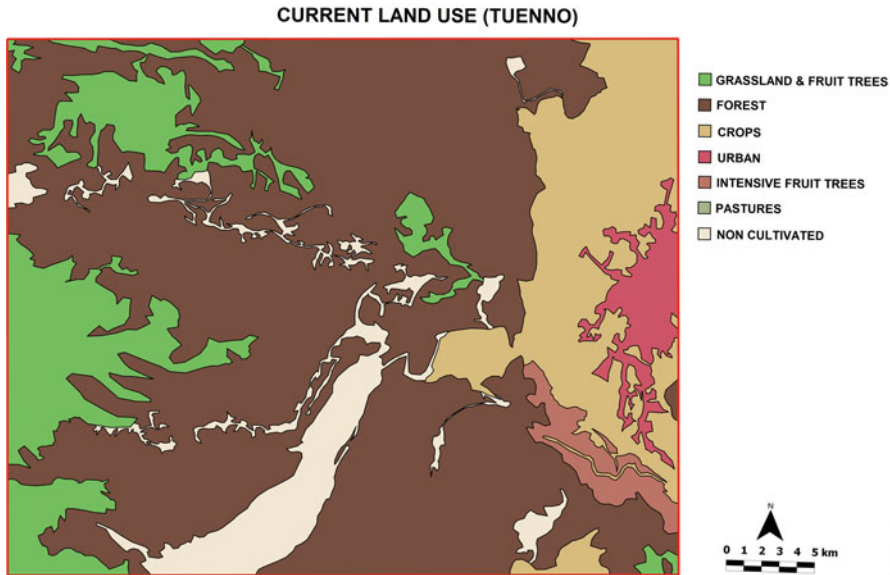 CURRENT LAND USE (TUENNO)
GRASSLAND & FRUIT TREES
FOREST
CROPS
URBAN
INTENSIVE FRUIT TREES
PASTURES
NON CULTIVATED
N
0 1 2 3 4 5 km